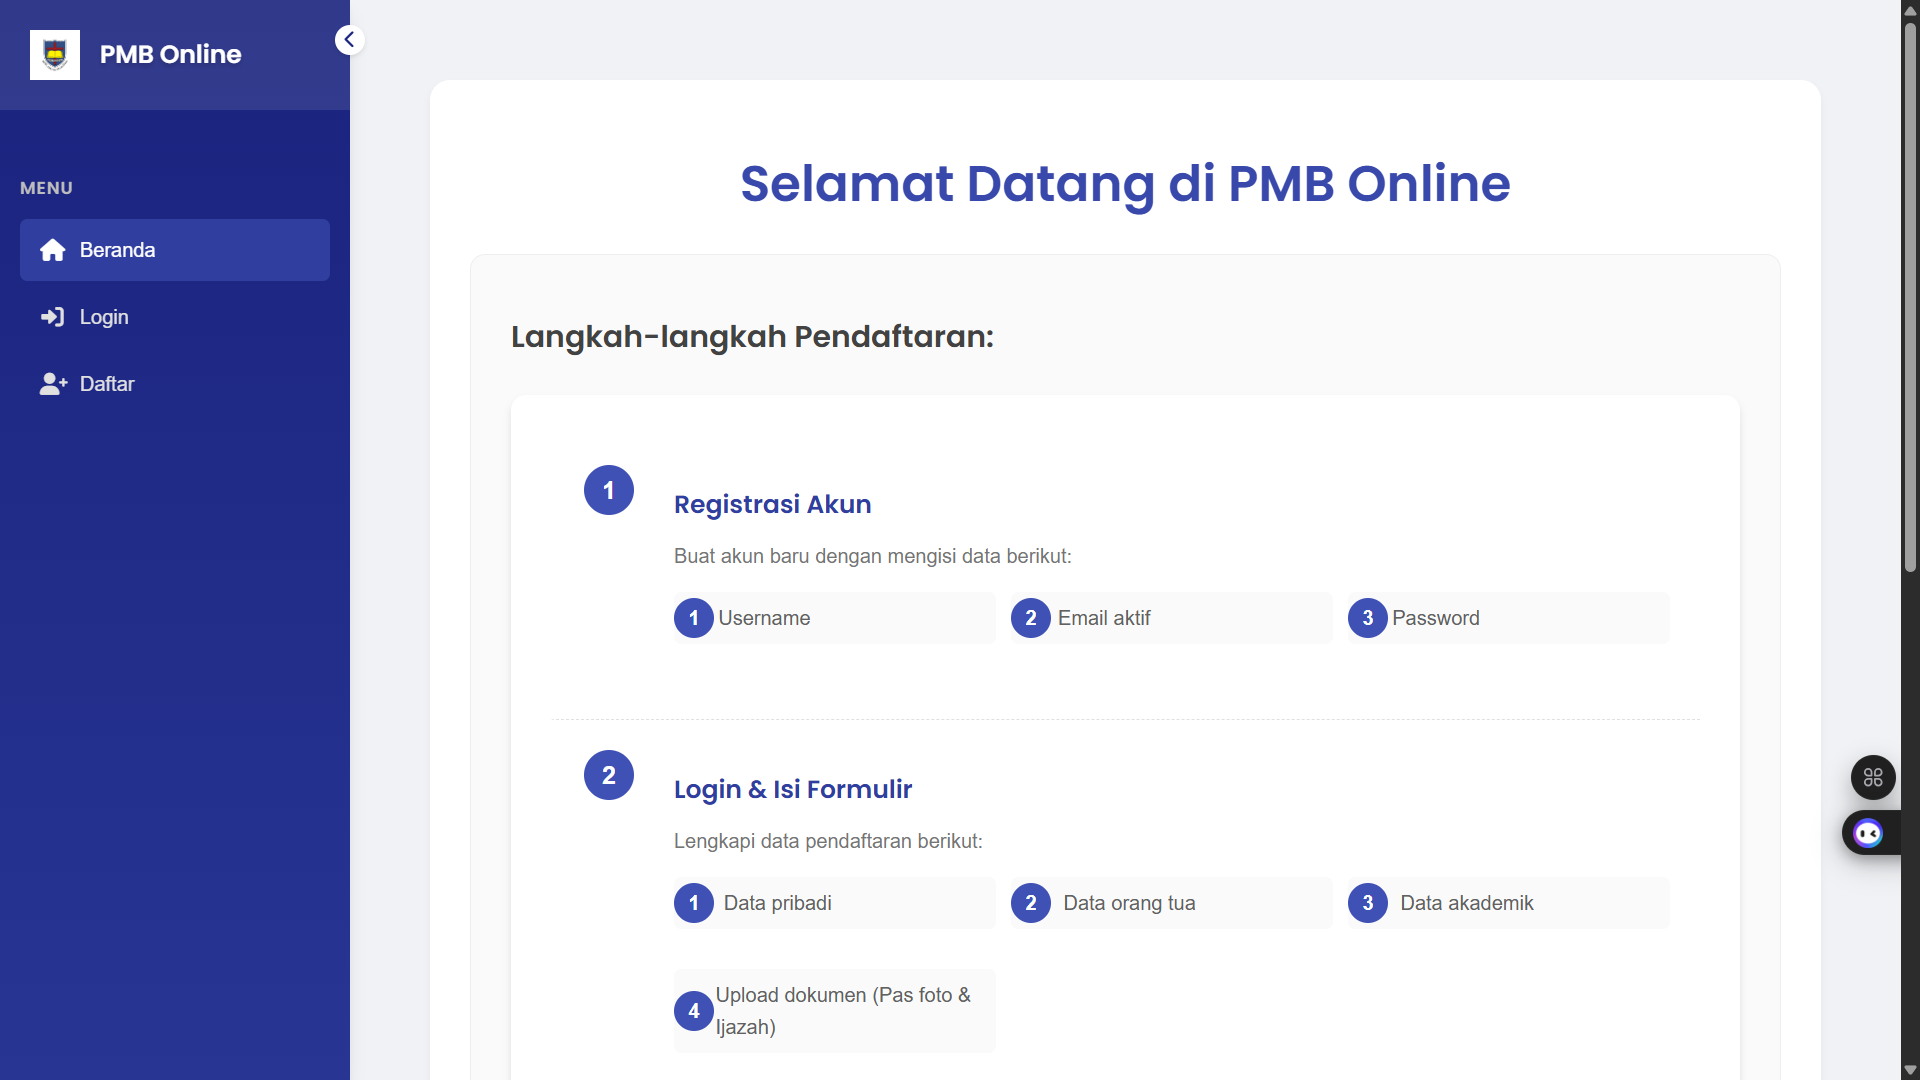 PMB Online
MENU
Beranda
Login
Daftar
Selamat Datang di PMB Online
Langkah-langkah Pendaftaran:
1
Registrasi Akun
Buat akun baru dengan mengisi data berikut:
1 Username
2 Email aktif
3 Password
2
Login & Isi Formulir
Lengkapi data pendaftaran berikut:
1 Data pribadi
2 Data orang tua
3 Data akademik
4 Upload dokumen (Pas foto &
Ijazah)